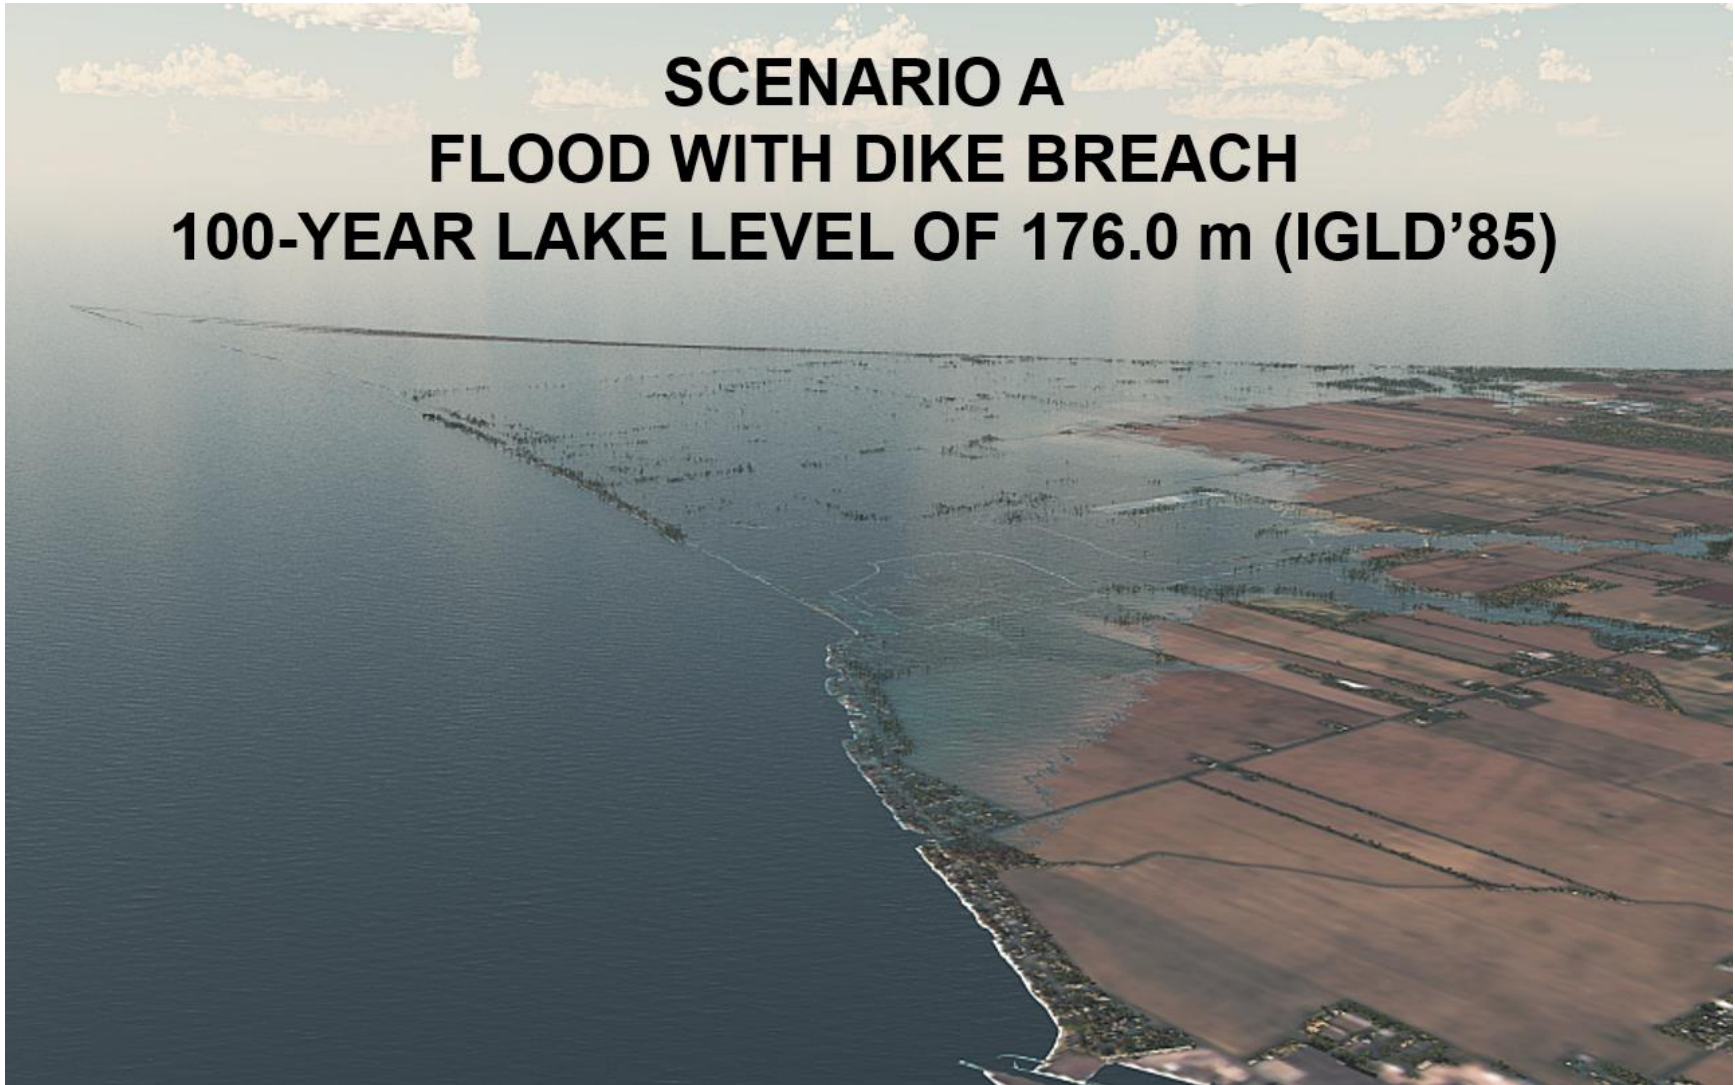 SCENARIO A
FLOOD WITH DIKE BREACH
100-YEAR LAKE LEVEL OF 176.0 m (IGLD’85)